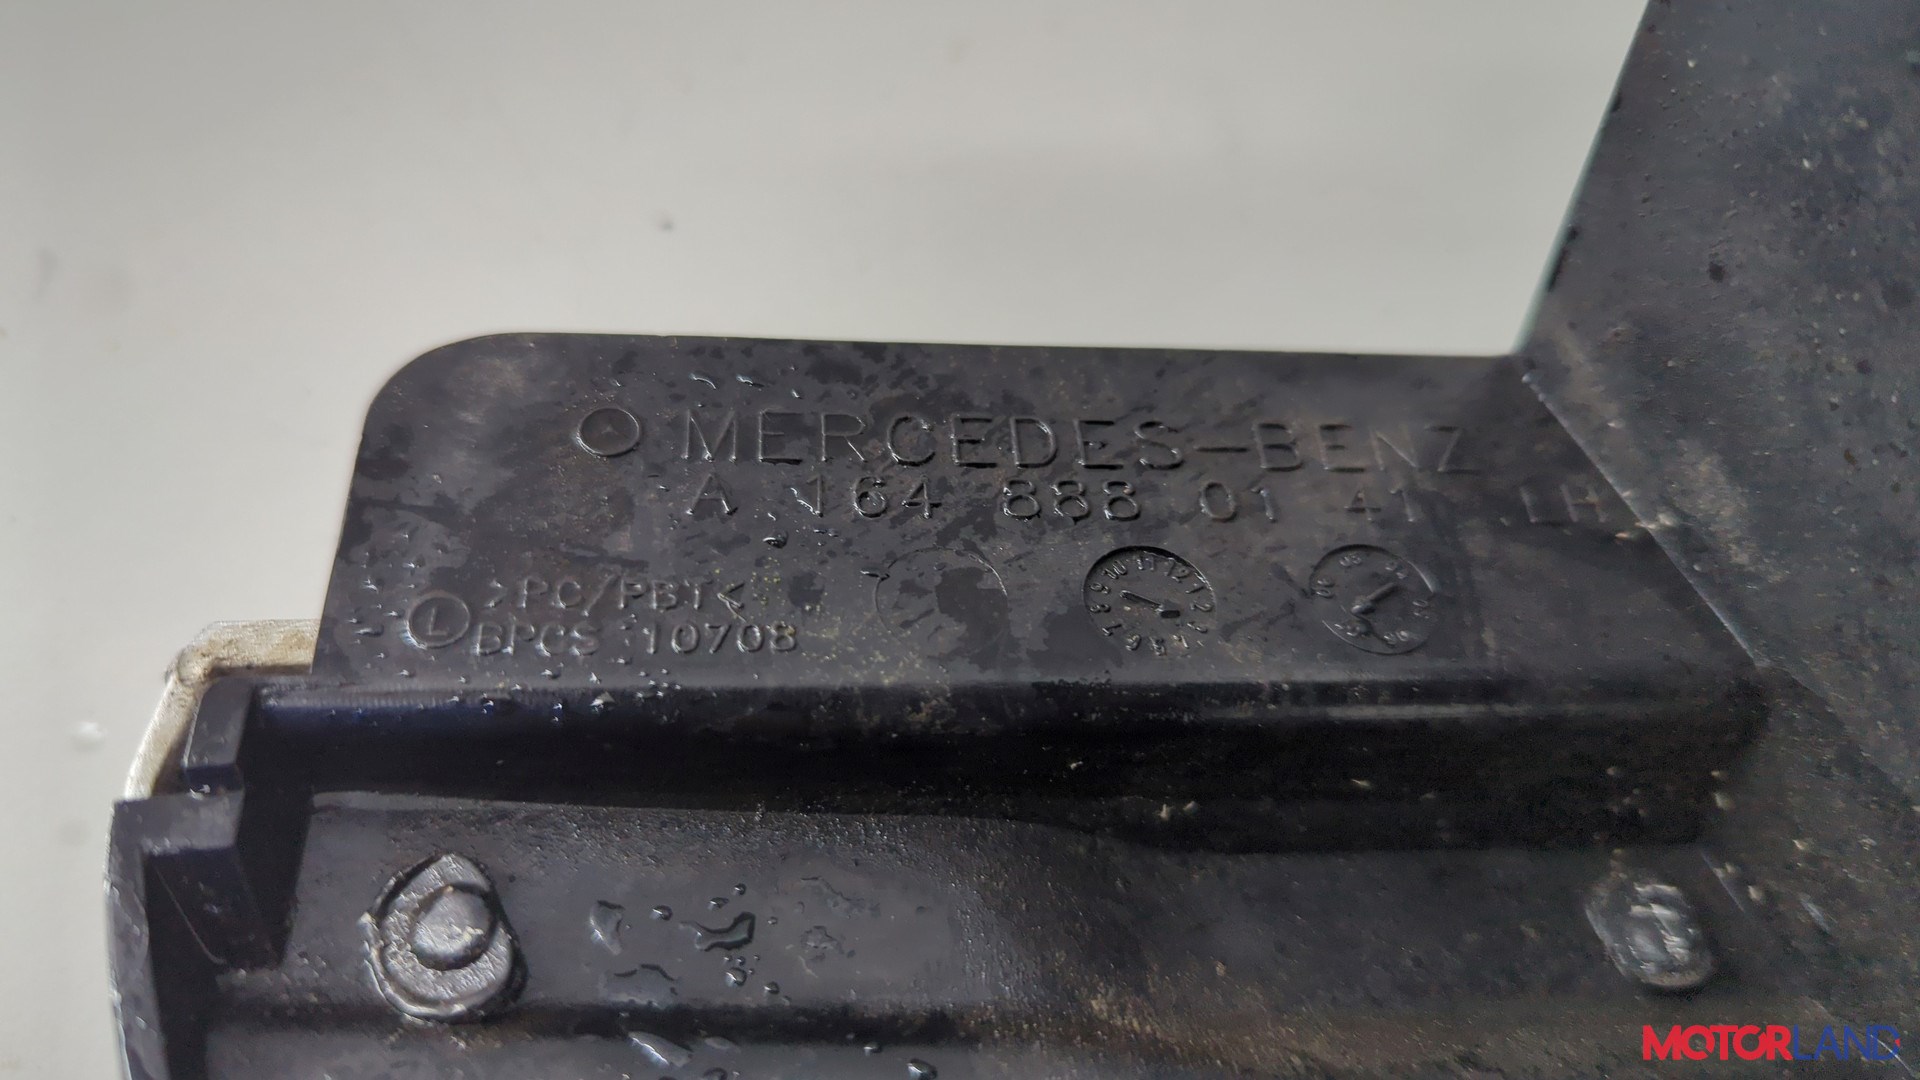 MERCEDES-BENZ
A 164 888 01 41 LH
>PC/PBT<
L
BPCS 10708
MOTORLAND